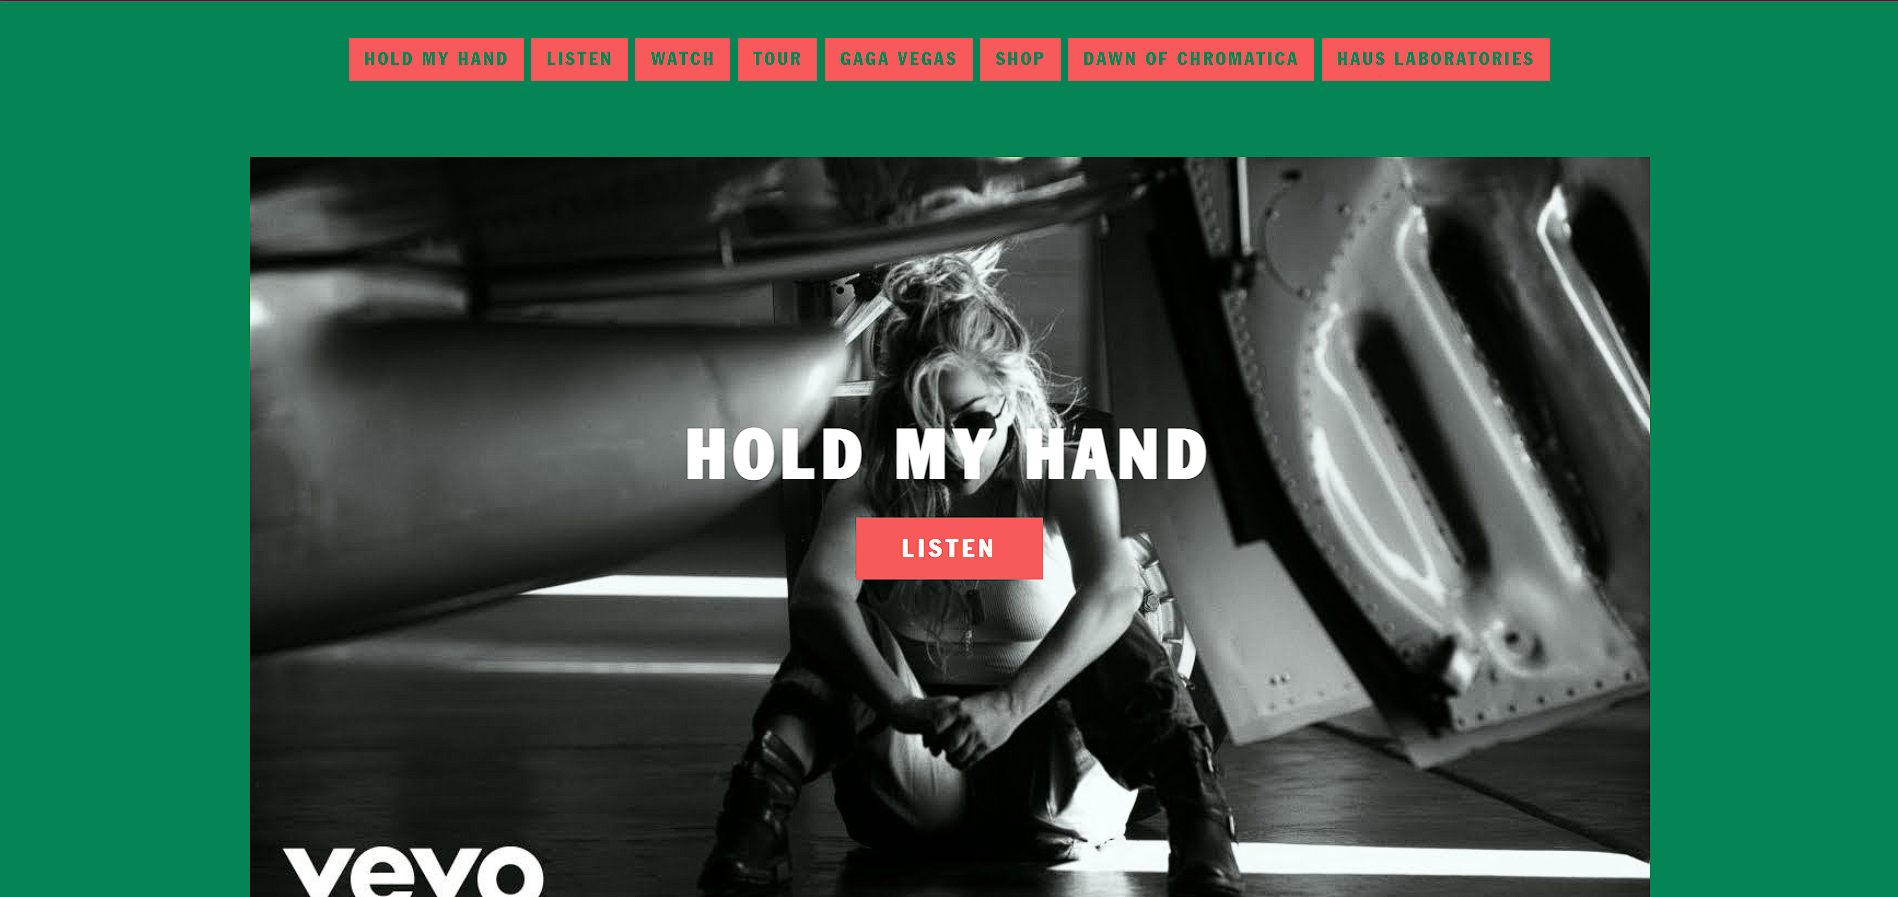 HOLD MY HAND LISTEN WATCH TOUR GAGA VEGAS SHOP DAWN OF CHROMATICA HAUS LABORATORIES
HOLD MY HAND
LISTEN
vevo